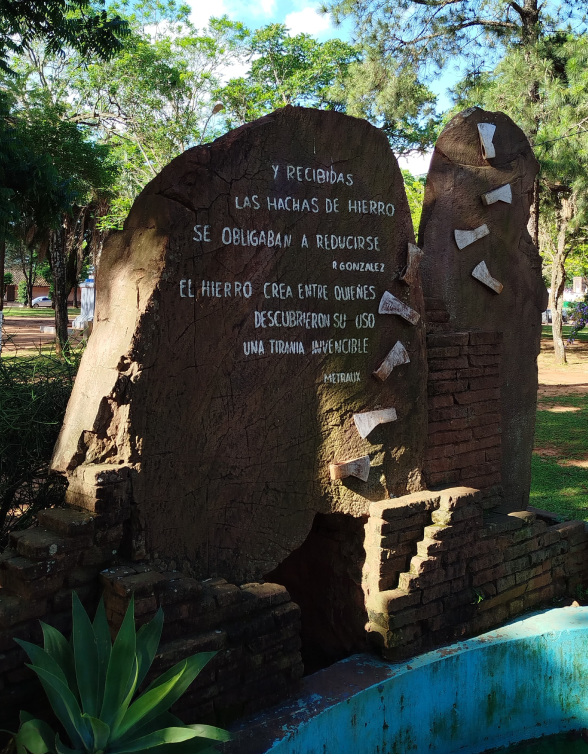 Y RECIBIDAS
LAS HACHAS DE HIERRO
SE OBLIGABAN A REDUCIRSE
R.GONZALEZ
EL HIERRO CREA ENTRE QUIENES
DESCUBRIERON SU USO
UNA TIRANIA INVENCIBLE
METRAUX